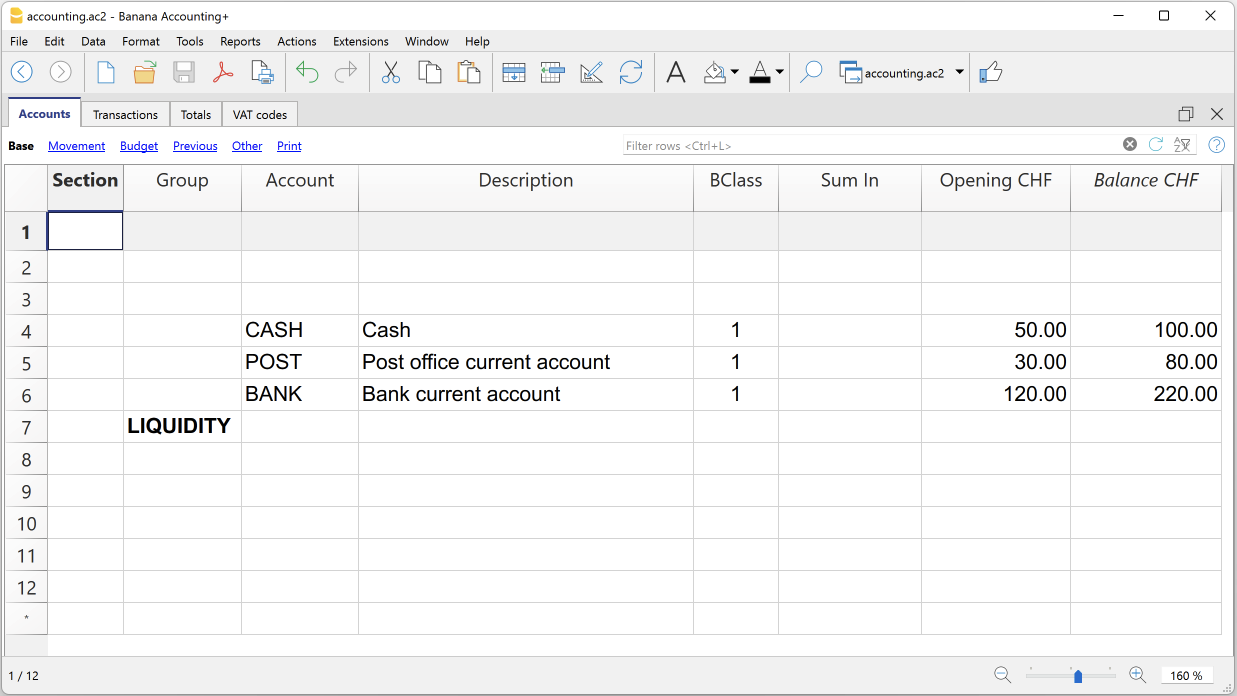 accounting.ac2 - Banana Accounting+
File Edit Data Format Tools Reports Actions Extensions Window Help
accounting.ac2
Accounts Transactions Totals VAT codes
Base Movement Budget Previous Other Print Filter rows <Ctrl+L>
Section Group Account Description BClass Sum In Opening CHF Balance CHF
1
2
3
4 CASH Cash 1 50.00 100.00
5 POST Post office current account 1 30.00 80.00
6 BANK Bank current account 1 120.00 220.00
7 LIQUIDITY
8
9
10
11
12
*
1 / 12 160 %